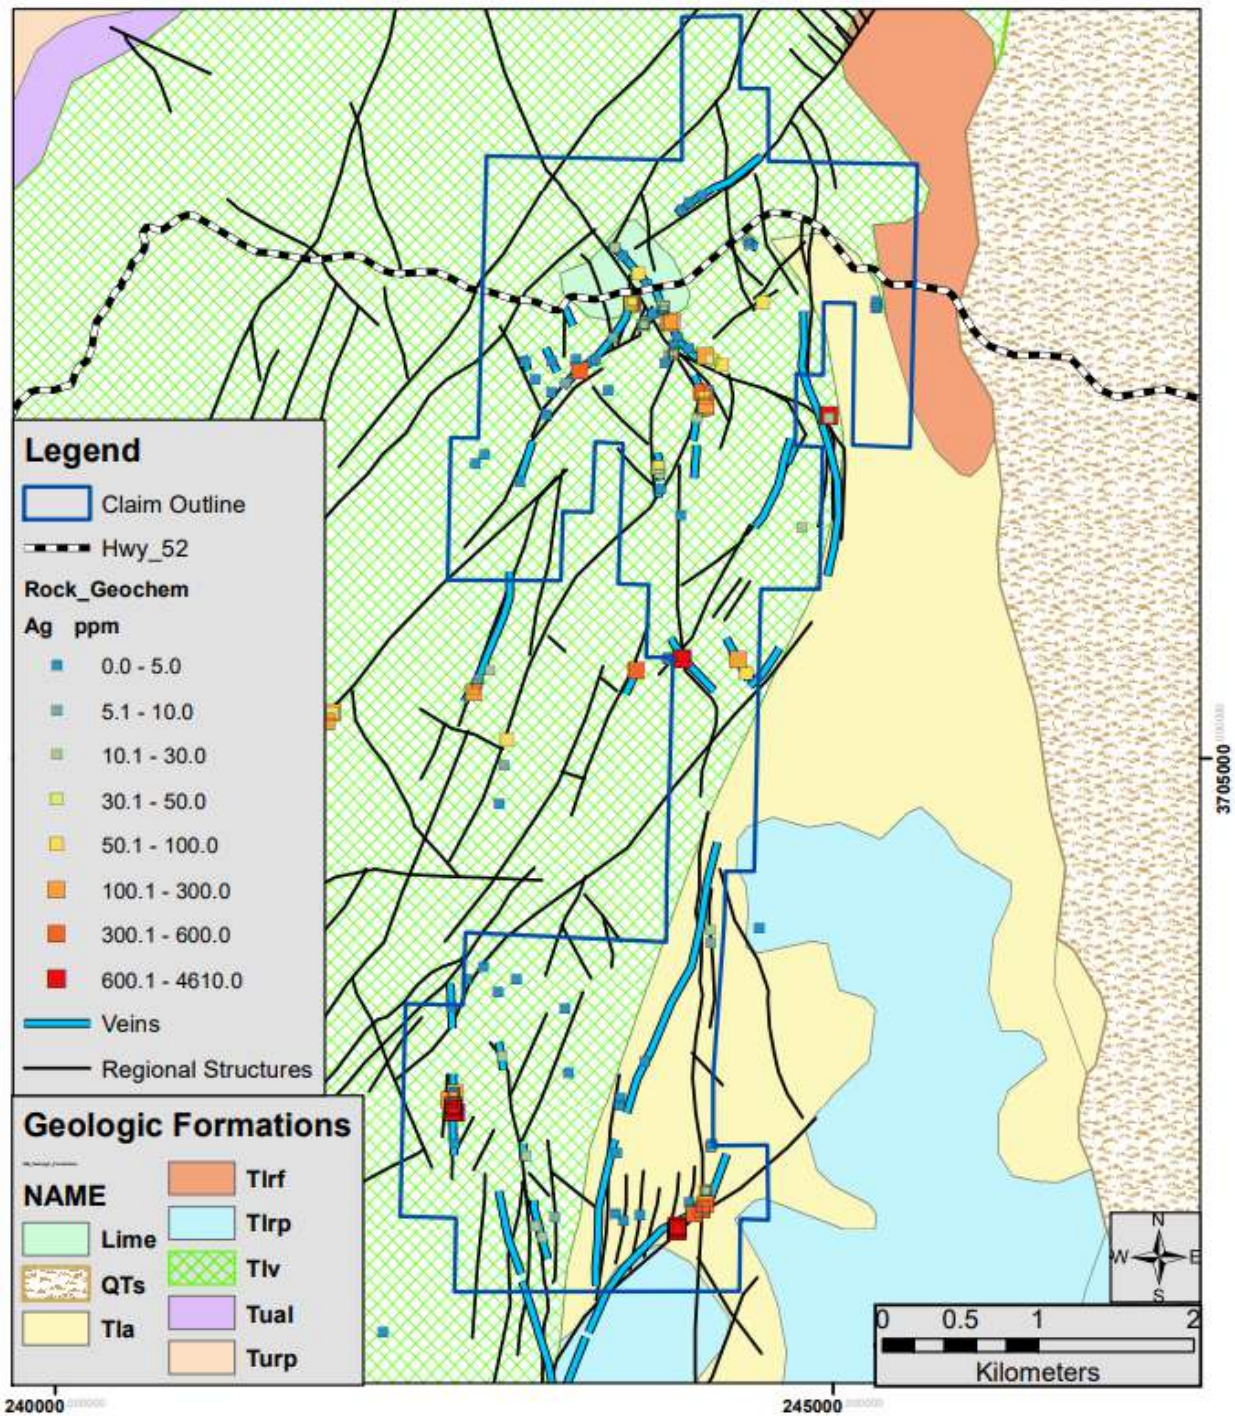 Legend
Claim Outline
Hwy_52
Rock_Geochem
Ag ppm
0.0 - 5.0
5.1 - 10.0
10.1 - 30.0
30.1 - 50.0
50.1 - 100.0
100.1 - 300.0
300.1 - 600.0
600.1 - 4610.0
Veins
Regional Structures
Geologic Formations
NAME
Lime
QTs
Tla
Tlrf
Tlrp
Tlv
Tual
Turp
N
W E
S
0 0.5 1 2
Kilometers
3705000
240000
245000